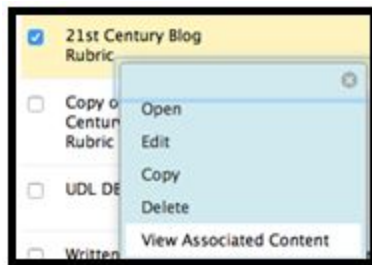 21st Century Blog
Rubric
Copy o
Centur
Rubric
UDL DE
Written
Open
Edit
Copy
Delete
View Associated Content